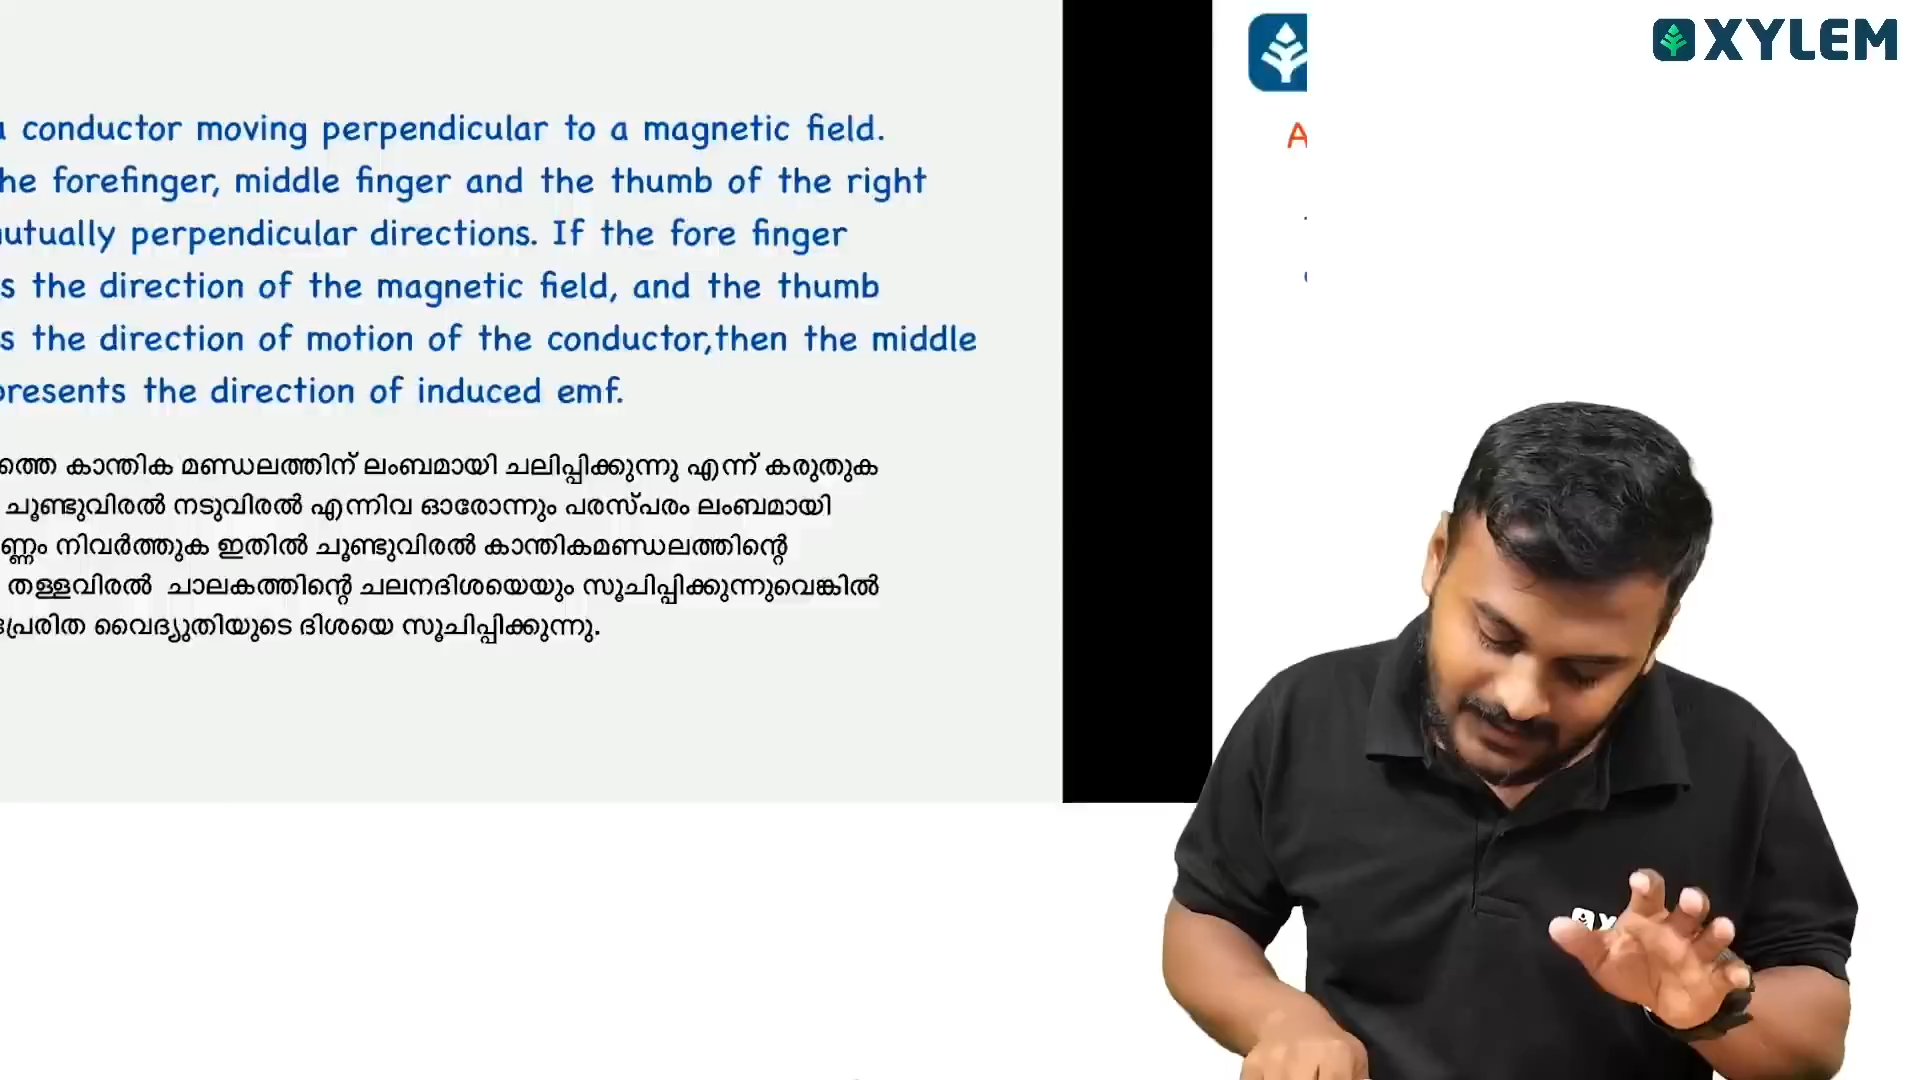 conductor moving perpendicular to a magnetic field.
forefinger, middle finger and the thumb of the right
perpendicular directions. If the fore finger
the direction of the magnetic field, and the thumb
the direction of motion of the conductor,then the middle
the direction of induced emf.
കാന്തിക മണ്ഡലത്തിന് ലംബമായി ചലിപ്പിക്കുന്നു എന്ന് കരുതുക
ചൂണ്ടുവിരൽ നടുവിരൽ എന്നിവ ഓരോന്നും പരസ്പരം ലംബമായി
നിവർത്തുക ഇതിൽ ചൂണ്ടുവിരൽ കാന്തികമണ്ഡലത്തിന്റെ
തള്ളവിരൽ ചാലകത്തിന്റെ ചലനദിശയെയും സൂചിപ്പിക്കുന്നുവെങ്കിൽ
പ്രേരിത വൈദ്യുതിയുടെ ദിശയെ സൂചിപ്പിക്കുന്നു.
A
XYLEM